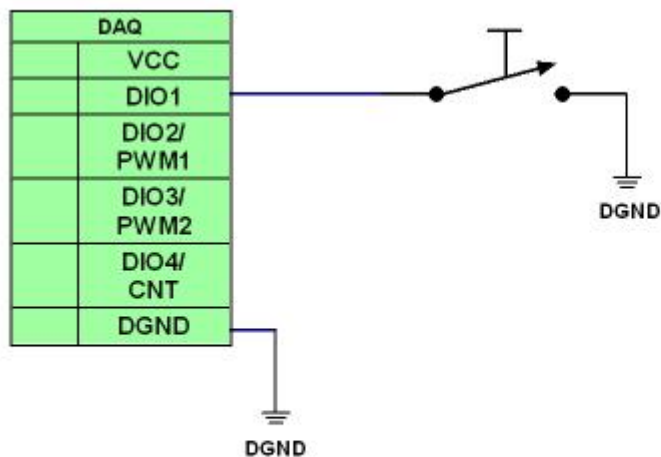 DAQ
VCC
DIO1
DIO2/
PWM1
DIO3/
PWM2
DIO4/
CNT
DGND
DGND
DGND